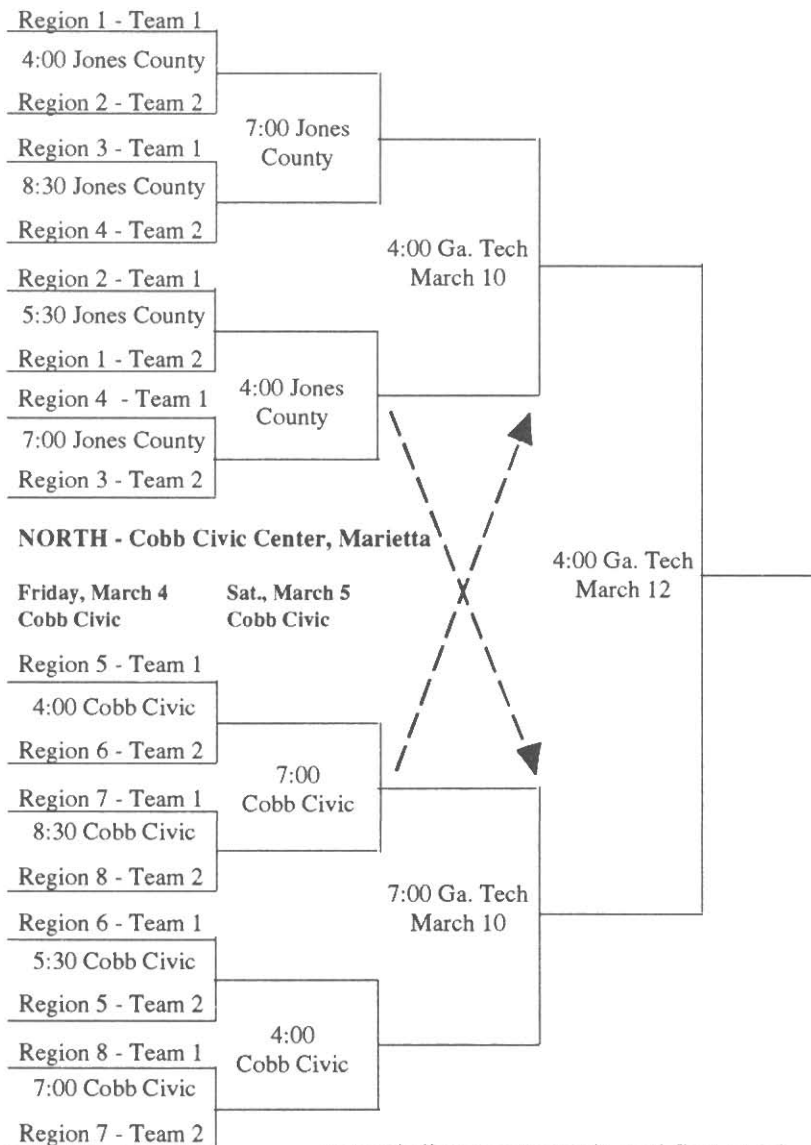 Region 1 - Team 1
4:00 Jones County
Region 2 - Team 2
7:00 Jones
County
Region 3 - Team 1
8:30 Jones County
Region 4 - Team 2
4:00 Ga. Tech
March 10
Region 2 - Team 1
5:30 Jones County
Region 1 - Team 2
4:00 Jones
County
Region 4 - Team 1
7:00 Jones County
Region 3 - Team 2
NORTH - Cobb Civic Center, Marietta
4:00 Ga. Tech
March 12
Friday, March 4
Cobb Civic
Sat., March 5
Cobb Civic
Region 5 - Team 1
4:00 Cobb Civic
Region 6 - Team 2
7:00
Cobb Civic
Region 7 - Team 1
8:30 Cobb Civic
Region 8 - Team 2
7:00 Ga. Tech
March 10
Region 6 - Team 1
5:30 Cobb Civic
Region 5 - Team 2
4:00
Cobb Civic
Region 8 - Team 1
7:00 Cobb Civic
Region 7 - Team 2